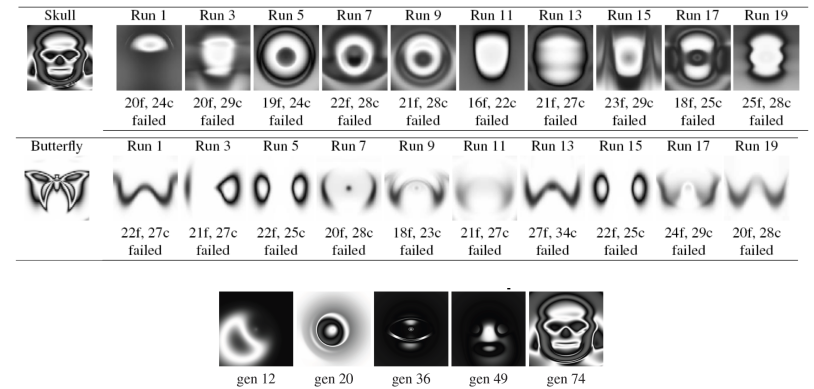 Skull Run 1 Run 3 Run 5 Run 7 Run 9 Run 11 Run 13 Run 15 Run 17 Run 19
20f, 24c 20f, 29c 19f, 24c 22f, 28c 21f, 28c 16f, 22c 21f, 27c 23f, 29c 18f, 25c 25f, 28c
failed failed failed failed failed failed failed failed failed failed
Butterfly Run 1 Run 3 Run 5 Run 7 Run 9 Run 11 Run 13 Run 15 Run 17 Run 19
22f, 27c 21f, 27c 22f, 25c 20f, 28c 18f, 23c 21f, 27c 27f, 34c 22f, 25c 24f, 29c 20f, 28c
failed failed failed failed failed failed failed failed failed failed
gen 12 gen 20 gen 36 gen 49 gen 74